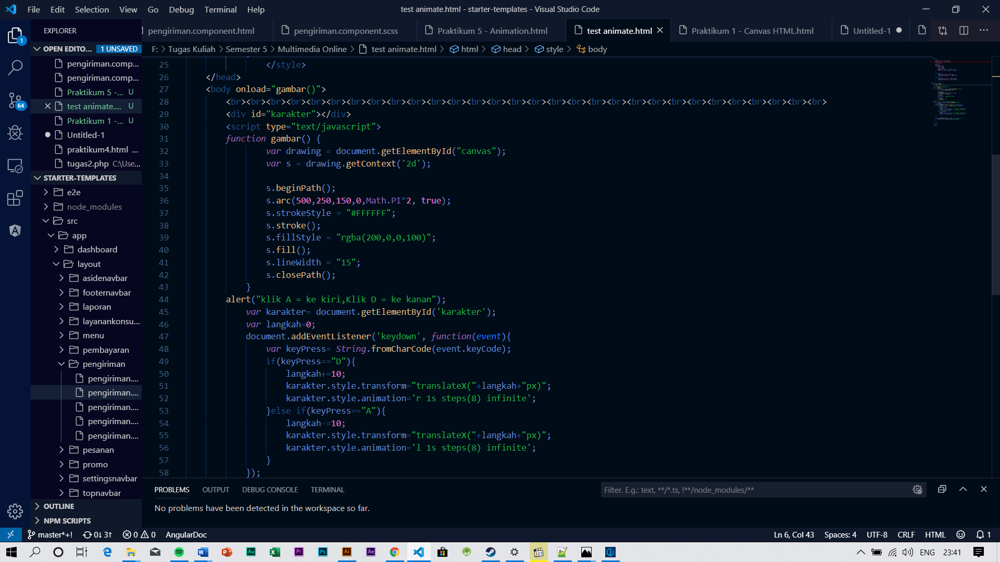 File Edit Selection View Go Debug Terminal Help
test animate.html - starter-templates - Visual Studio Code
EXPLORER
pengiriman.component.html
pengiriman.component.scss
Praktikum 5 - Animation.html
test animate.html
Praktikum 1 - Canvas HTML.html
Untitled-1
1
OPEN EDITO... 1 UNSAVED
F: > Tugas Kuliah > Semester 5 > Multimedia Online > test animate.html > html > head > style > body
pengiriman.comp...
pengiriman.comp...
Praktikum 5 -... U
test animate.... U
Praktikum 1 -... U
Untitled-1
praktikum4.html ...
tugas2.php C:\Use...
64
STARTER-TEMPLATES
e2e
node_modules
src
app
dashboard
layout
asidenavbar
footernavbar
laporan
layanankonsu...
menu
pembayaran
pengiriman
pengiriman....
pengiriman....
pengiriman....
pengiriman....
pengiriman....
pesanan
promo
settingsnavbar
topnavbar
OUTLINE
NPM SCRIPTS
25 </style>
26 </head>
27 <body onload="gambar()">
28 <br><br><br><br><br><br><br><br><br><br><br><br><br><br><br><br><br><br><br><br><br><br><br><br><br><br><br><br><br><br>
29 <div id="karakter"></div>
30 <script type="text/javascript">
31 function gambar() {
32 var drawing = document.getElementById("canvas");
33 var s = drawing.getContext('2d');
34
35 s.beginPath();
36 s.arc(500,250,150,0,Math.PI*2, true);
37 s.strokeStyle = "#FFFFFF";
38 s.stroke();
39 s.fillStyle = "rgba(200,0,0,100)";
40 s.fill();
41 s.lineWidth = "15";
42 s.closePath();
43 }
44 alert("klik A = ke kiri,Klik D = ke kanan");
45 var karakter= document.getElementById('karakter');
46 var langkah=0;
47 document.addEventListener('keydown', function(event){
48 var keyPress= String.fromCharCode(event.keyCode);
49 if(keyPress=="D"){
50 langkah+=10;
51 karakter.style.transform="translateX("+langkah+"px)";
52 karakter.style.animation='r 1s steps(8) infinite';
53 }else if(keyPress=="A"){
54 langkah-=10;
55 karakter.style.transform="translateX("+langkah+"px)";
56 karakter.style.animation='l 1s steps(8) infinite';
57 }
58 });
PROBLEMS OUTPUT DEBUG CONSOLE TERMINAL
Filter. E.g.: text, **/*.ts, !**/node_modules/**
No problems have been detected in the workspace so far.
master*+! 0↓ 3↑ 0 0 AngularDoc
Ln 6, Col 43 Spaces: 4 UTF-8 CRLF HTML 1
Au Pr Ps Ai Ae
ENG 23:41